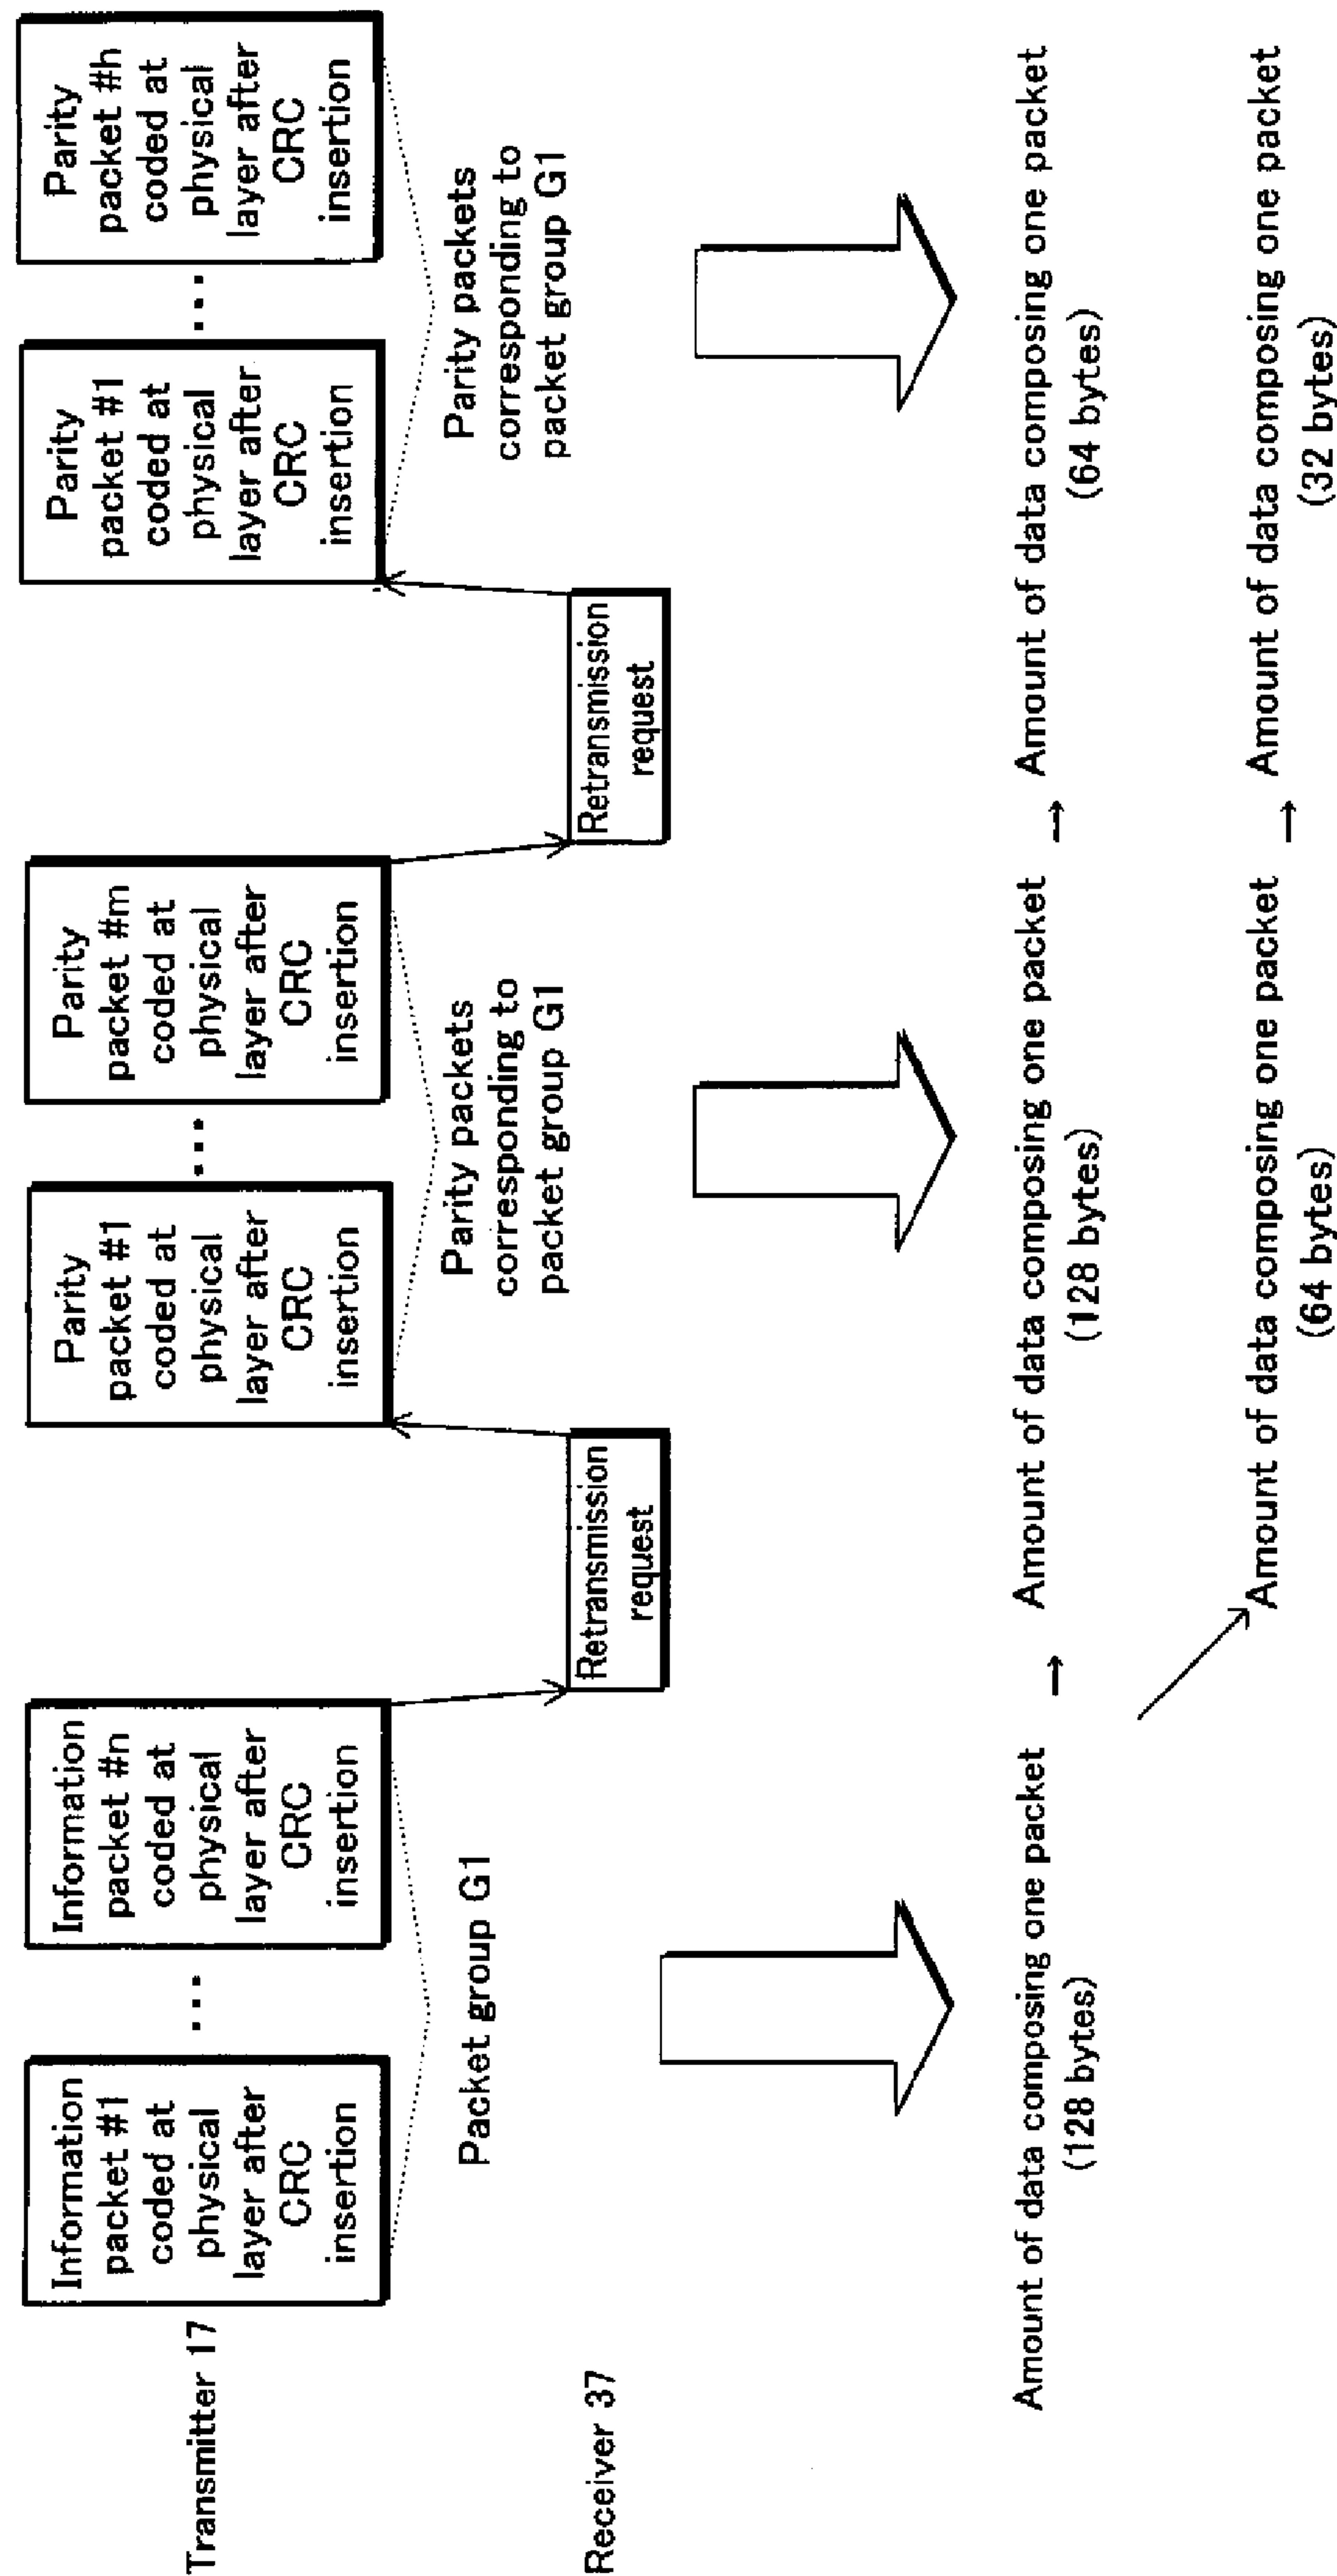 Transmitter 17
Information
packet #1
coded at
physical
layer after
CRC
insertion
...
Information
packet #n
coded at
physical
layer after
CRC
insertion
Parity
packet #1
coded at
physical
layer after
CRC
insertion
...
Parity
packet #m
coded at
physical
layer after
CRC
insertion
Parity
packet #1
coded at
physical
layer after
CRC
insertion
...
Parity
packet #h
coded at
physical
layer after
CRC
insertion
Packet group G1
Parity packets
corresponding to
packet group G1
Parity packets
corresponding to
packet group G1
Receiver 37
Retransmission
request
Retransmission
request
Amount of data composing one packet
(128 bytes)
→
Amount of data composing one packet
(128 bytes)
→
Amount of data composing one packet
(64 bytes)
Amount of data composing one packet
(64 bytes)
→
Amount of data composing one packet
(32 bytes)